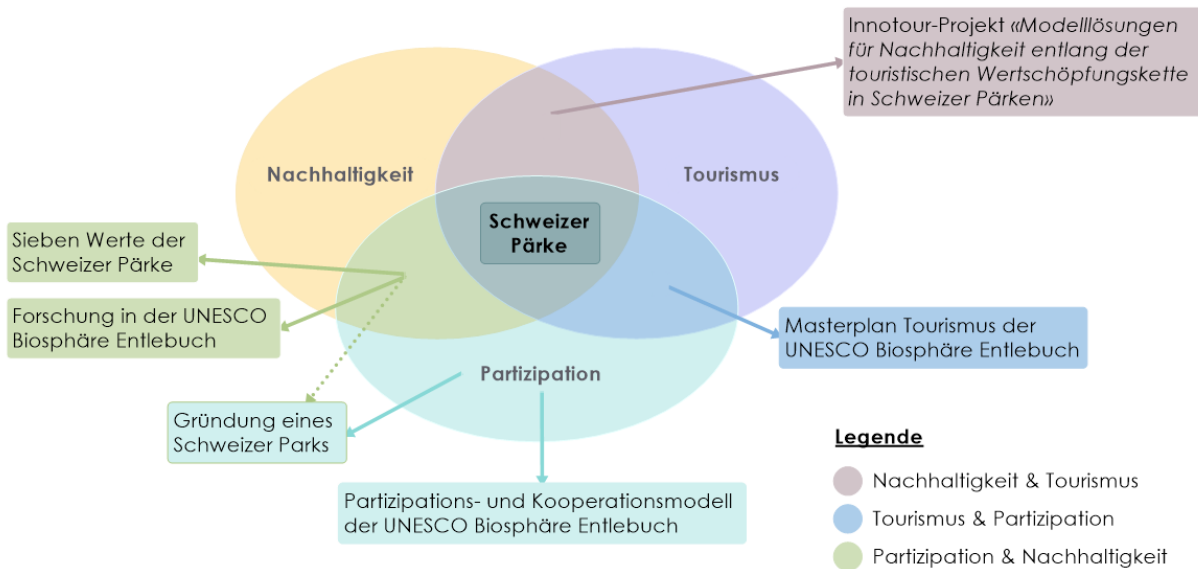 Innotour-Projekt «Modelllösungen
für Nachhaltigkeit entlang der
touristischen Wertschöpfungskette
in Schweizer Pärken»
Nachhaltigkeit
Tourismus
Schweizer
Pärke
Sieben Werte der
Schweizer Pärke
Forschung in der UNESCO
Biosphäre Entlebuch
Masterplan Tourismus der
UNESCO Biosphäre Entlebuch
Partizipation
Gründung eines
Schweizer Parks
Partizipations- und Kooperationsmodell
der UNESCO Biosphäre Entlebuch
Legende
Nachhaltigkeit & Tourismus
Tourismus & Partizipation
Partizipation & Nachhaltigkeit